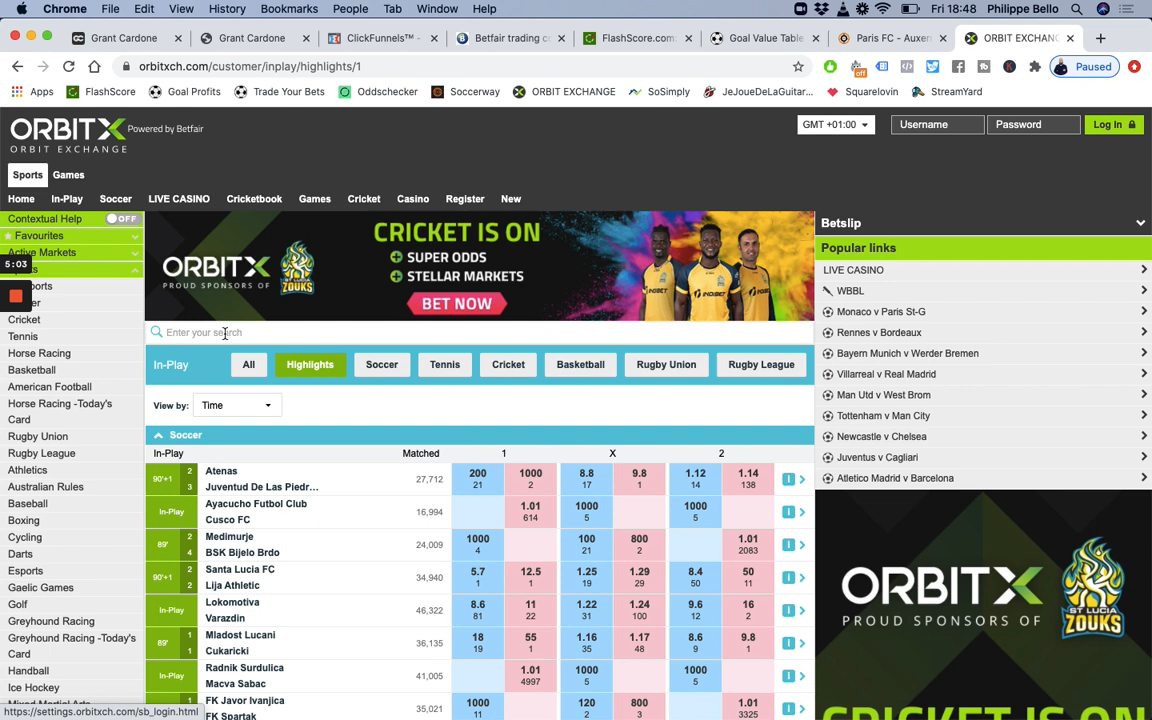 Chrome File Edit View History Bookmarks People Tab Window Help Fri 18:48 Philippe Bello
Grant Cardone Grant Cardone ClickFunnels™ - Betfair trading co FlashScore.com: Goal Value Table Paris FC - Auxer ORBIT EXCHANG
orbitxch.com/customer/inplay/highlights/1 off Paused
Apps FlashScore Goal Profits Trade Your Bets Oddschecker Soccerway ORBIT EXCHANGE SoSimply JeJoueDeLaGuitar... Squarelovin StreamYard
ORBITX Powered by Betfair
ORBIT EXCHANGE
GMT +01:00 Username Password Log In
Sports Games
Home In-Play Soccer LIVE CASINO Cricketbook Games Cricket Casino Register New
Contextual Help OFF
Favourites
Active Markets
5:03
Cricket
Tennis
Horse Racing
Basketball
American Football
Horse Racing -Today's
Card
Rugby Union
Rugby League
Athletics
Australian Rules
Baseball
Boxing
Cycling
Darts
Esports
Gaelic Games
Golf
Greyhound Racing
Greyhound Racing -Today's
Card
Handball
Ice Hockey
https://settings.orbitxch.com/sb_login.html
ORBITX
PROUD SPONSORS OF
ST LUCIA ZOUKS
CRICKET IS ON
SUPER ODDS
STELLAR MARKETS
BET NOW
Enter your search
In-Play All Highlights Soccer Tennis Cricket Basketball Rugby Union Rugby League
View by: Time
Soccer
In-Play Matched 1 X 2
90'+1 2 Atenas 27,712 200 1000 8.8 9.8 1.12 1.14
3 Juventud De Las Piedr... 21 2 17 1 14 138
In-Play Ayacucho Futbol Club 16,994 1.01 1000 1000
Cusco FC 614 5 5
89' 2 Medimurje 24,009 1000 100 800 1.01
4 BSK Bijelo Brdo 4 21 2 2083
90'+1 2 Santa Lucia FC 34,940 5.7 12.5 1.25 1.29 8.4 50
2 Lija Athletic 1 1 19 29 50 11
In-Play Lokomotiva 46,322 8.6 11 1.22 1.24 9.6 16
Varazdin 81 22 31 100 12 2
89' 1 Mladost Lucani 36,135 18 55 1.16 1.17 8.6 9.8
1 Cukaricki 19 1 35 48 9 1
In-Play Radnik Surdulica 41,005 1.01 1000 1000
Macva Sabac 4997 5 5
1 FK Javor Ivanjica 35,021 1000 120 800 1.01
FK Spartak 11 2 3 3325
Betslip
Popular links
LIVE CASINO
WBBL
Monaco v Paris St-G
Rennes v Bordeaux
Bayern Munich v Werder Bremen
Villarreal v Real Madrid
Man Utd v West Brom
Tottenham v Man City
Newcastle v Chelsea
Juventus v Cagliari
Atletico Madrid v Barcelona
ORBITX
PROUD SPONSORS OF
ST LUCIA
ZOUKS